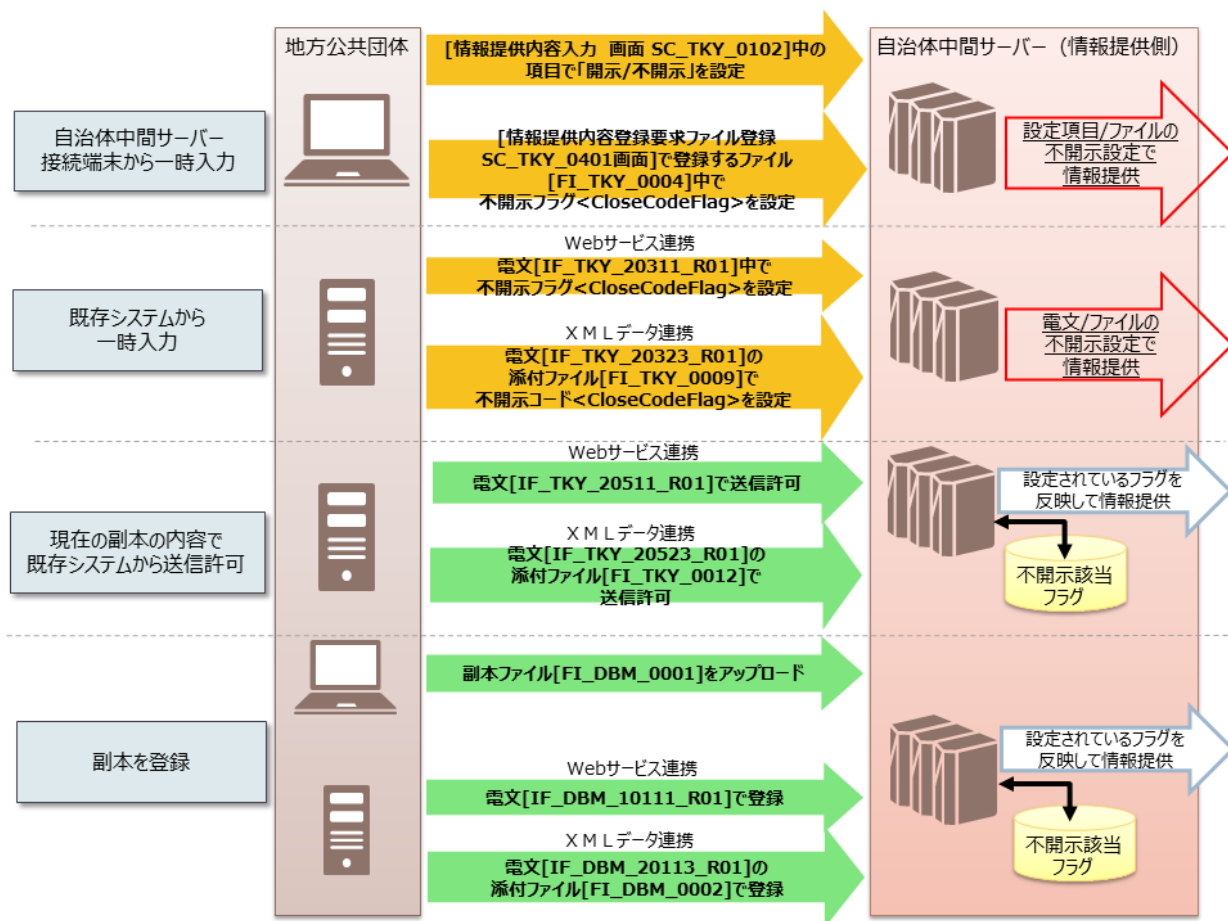 地方公共団体
自治体中間サーバー（情報提供側）
自治体中間サーバー
接続端末から一時入力
[情報提供内容入力 画面 SC_TKY_0102]中の
項目で「開示/不開示」を設定
[情報提供内容登録要求ファイル登録
SC_TKY_0401画面]で登録するファイル
[FI_TKY_0004]中で
不開示フラグ<CloseCodeFlag>を設定
設定項目/ファイルの
不開示設定で
情報提供
既存システムから
一時入力
Webサービス連携
電文[IF_TKY_20311_R01]中で
不開示フラグ<CloseCodeFlag>を設定
ＸＭＬデータ連携
電文[IF_TKY_20323_R01]の
添付ファイル[FI_TKY_0009]で
不開示コード<CloseCodeFlag>を設定
電文/ファイルの
不開示設定で
情報提供
現在の副本の内容で
既存システムから送信許可
Webサービス連携
電文[IF_TKY_20511_R01]で送信許可
ＸＭＬデータ連携
電文[IF_TKY_20523_R01]の
添付ファイル[FI_TKY_0012]で
送信許可
設定されているフラグを
反映して情報提供
不開示該当
フラグ
副本を登録
副本ファイル[FI_DBM_0001]をアップロード
Webサービス連携
電文[IF_DBM_10111_R01]で登録
ＸＭＬデータ連携
電文[IF_DBM_20113_R01]の
添付ファイル[FI_DBM_0002]で登録
設定されているフラグを
反映して情報提供
不開示該当
フラグ